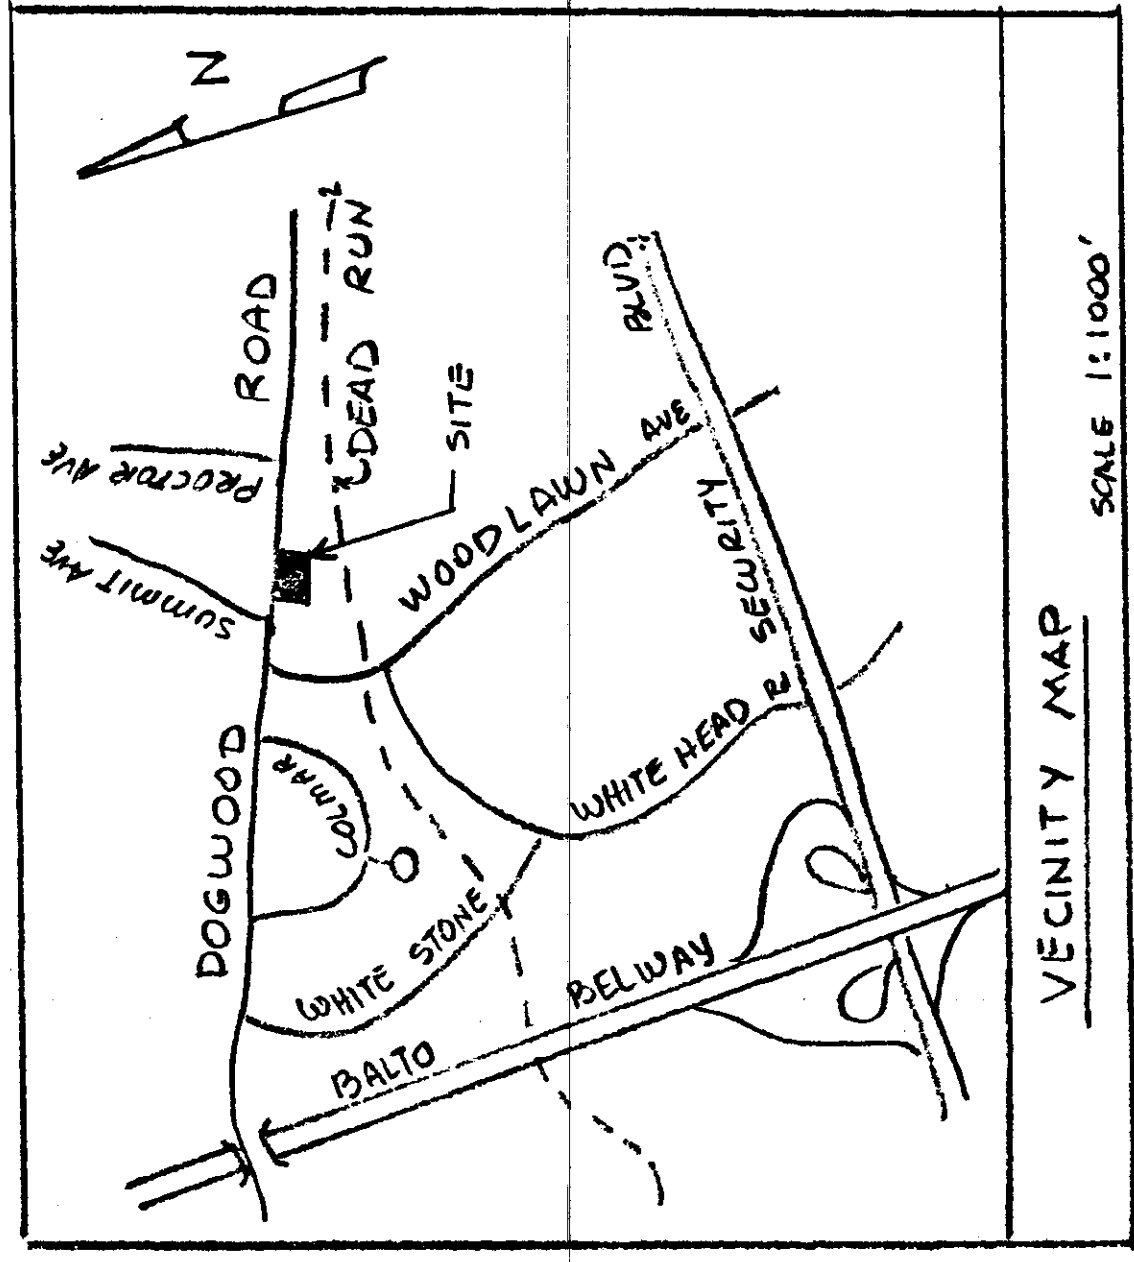 N
PROCTOR AVE
SUMMIT AVE
DOGWOOD ROAD
DEAD RUN
SITE
COLMAR
WOODLAWN AVE
WHITE STONE
WHITE HEAD R
SECURITY BLVD.
BALTO BELWAY
VECINITY MAP
SCALE 1:1000'